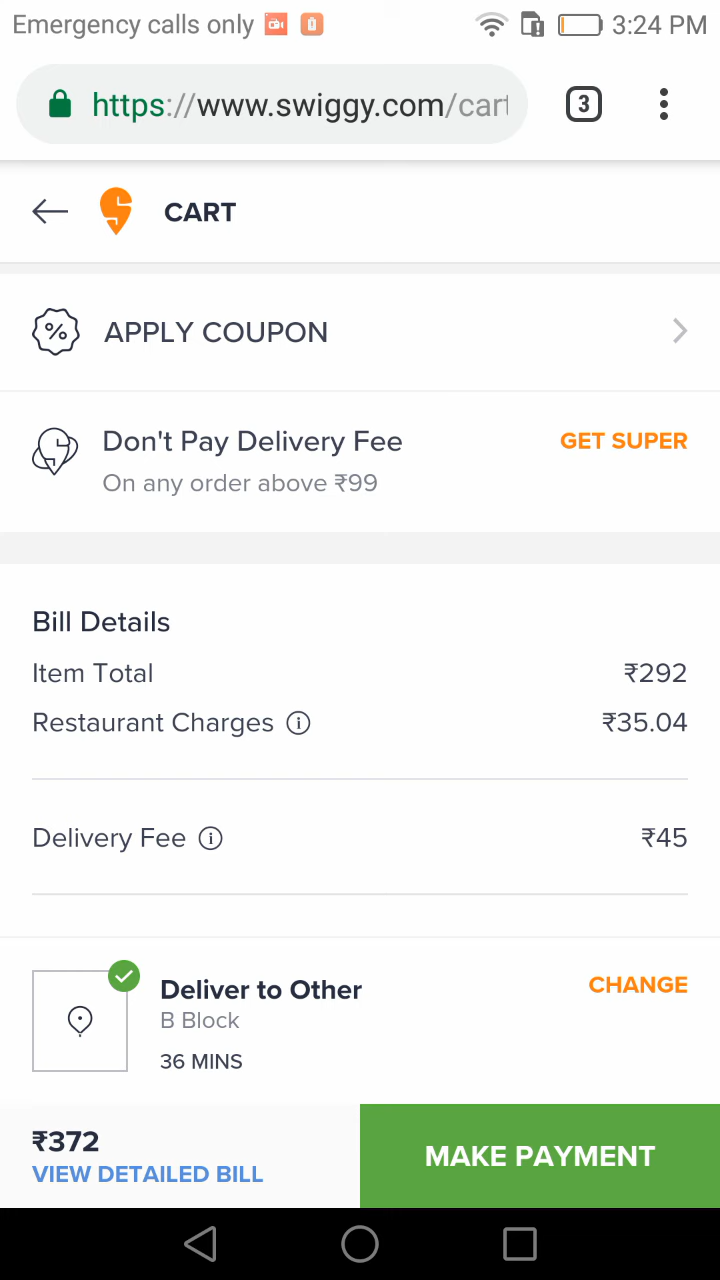 Emergency calls only 3:24 PM
https://www.swiggy.com/cart
3
CART
% APPLY COUPON
Don't Pay Delivery Fee GET SUPER
On any order above ₹99
Bill Details
Item Total ₹292
Restaurant Charges i ₹35.04
Delivery Fee i ₹45
Deliver to Other CHANGE
B Block
36 MINS
₹372
VIEW DETAILED BILL
MAKE PAYMENT